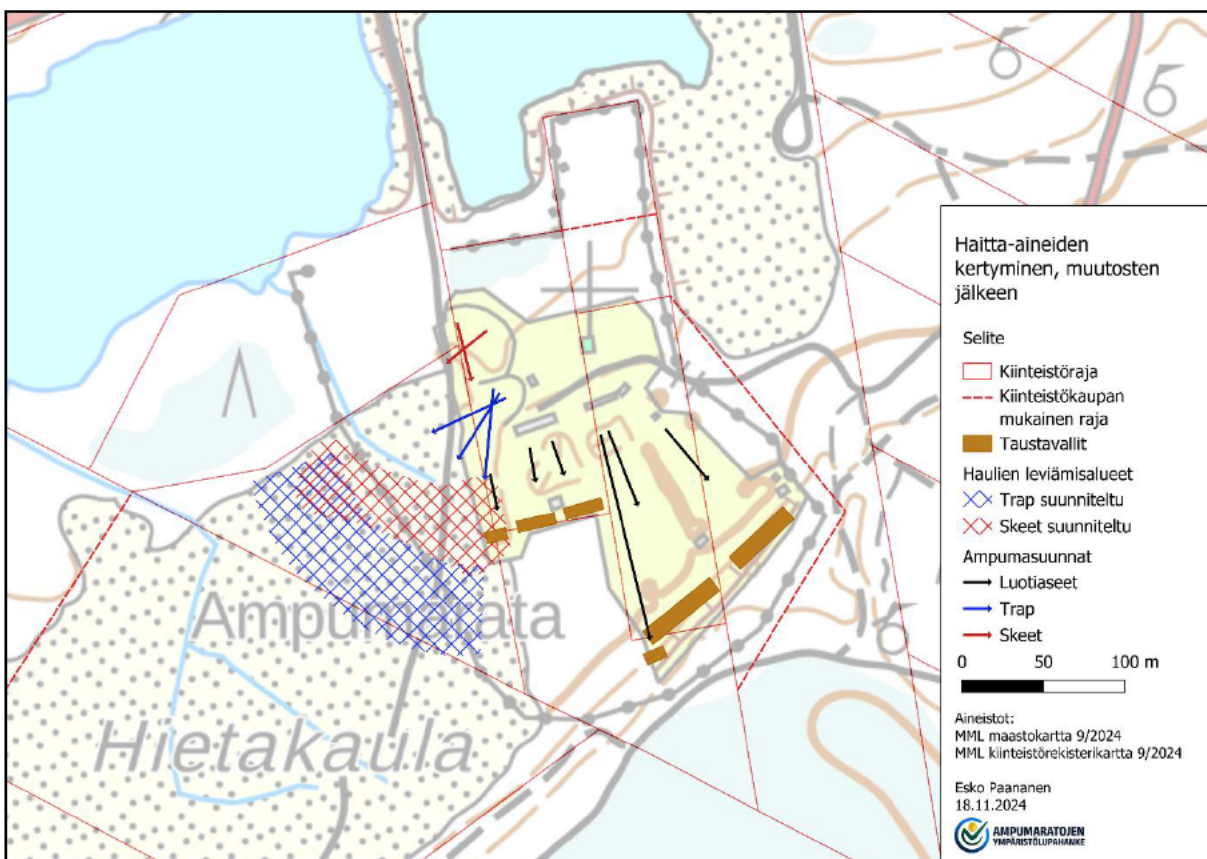 Ampumarata
Hietakaula
Haitta-aineiden
kertyminen, muutosten
jälkeen
Selite
Kiinteistöraja
Kiinteistökaupan
mukainen raja
Taustavallit
Haulien leviämisalueet
Trap suunniteltu
Skeet suunniteltu
Ampumasuunnat
Luotiaseet
Trap
Skeet
0 50 100 m
Aineistot:
MML maastokartta 9/2024
MML kiinteistörekisterikartta 9/2024
Esko Paananen
18.11.2024
AMPUMARATOJEN
YMPÄRISTÖLUPAHANKE